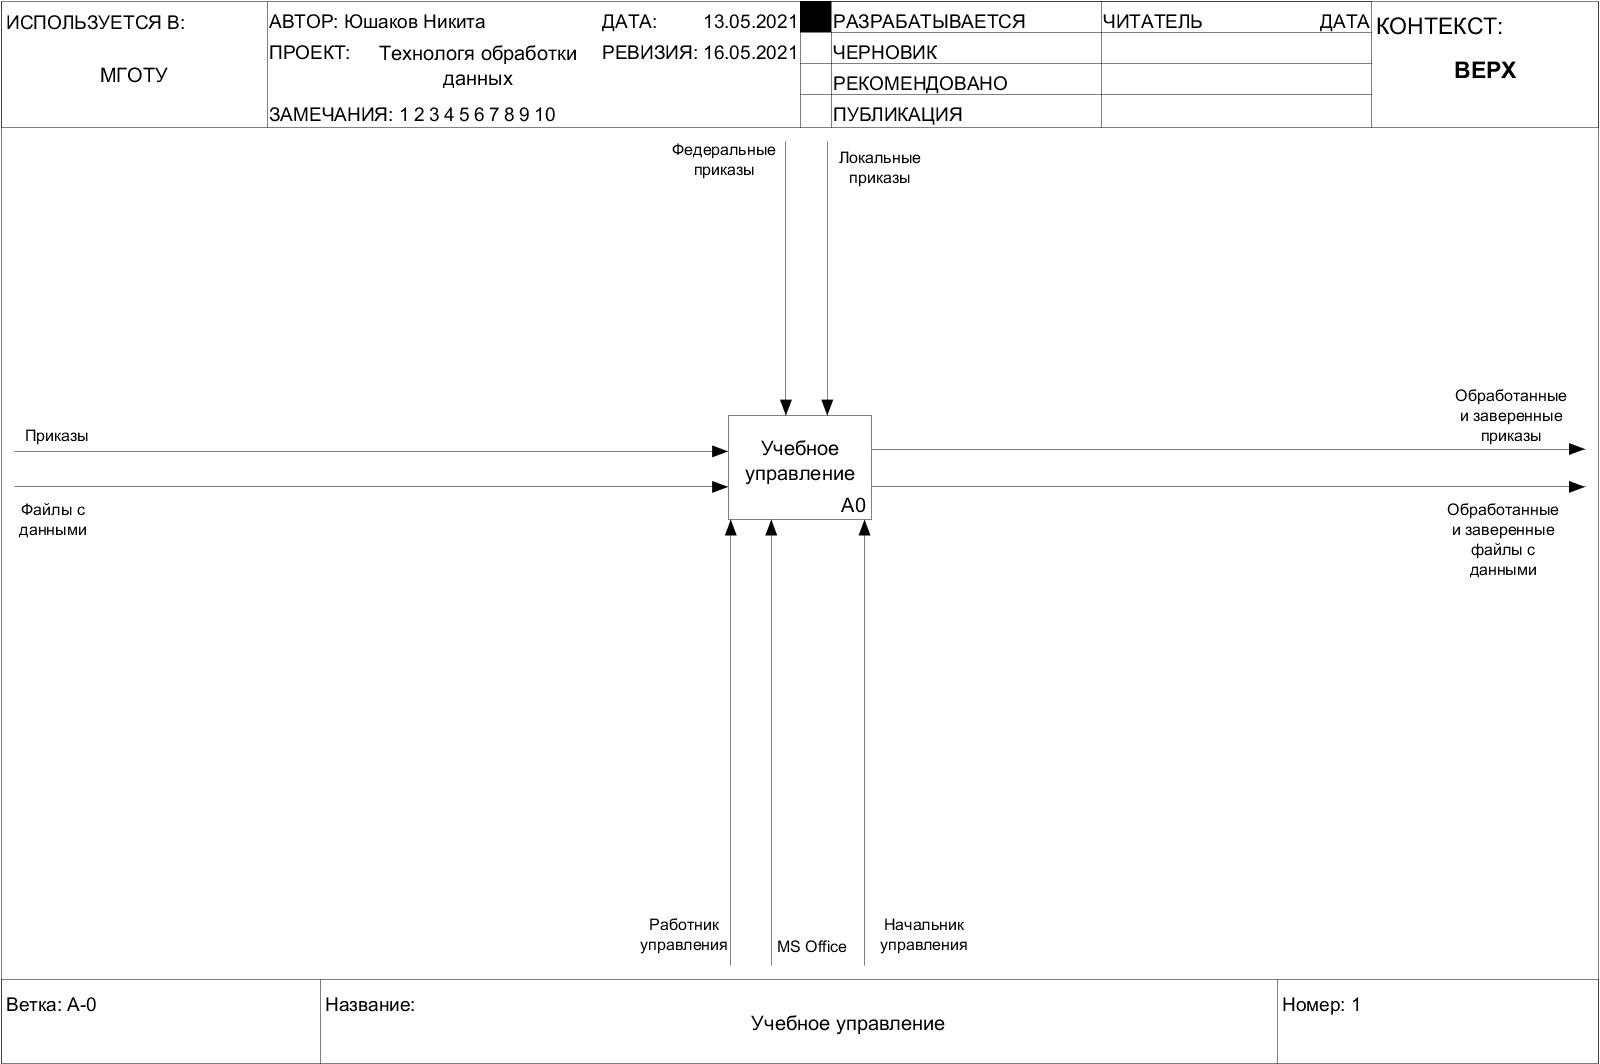 ИСПОЛЬЗУЕТСЯ В:
МГОТУ
АВТОР: Юшаков Никита
ДАТА: 13.05.2021
ПРОЕКТ: Технологя обработки
данных
РЕВИЗИЯ: 16.05.2021
ЗАМЕЧАНИЯ: 1 2 3 4 5 6 7 8 9 10
РАЗРАБАТЫВАЕТСЯ
ЧЕРНОВИК
РЕКОМЕНДОВАНО
ПУБЛИКАЦИЯ
ЧИТАТЕЛЬ
ДАТА
КОНТЕКСТ:
ВЕРХ
Федеральные
приказы
Локальные
приказы
Приказы
Файлы с
данными
Учебное
управление
A0
Обработанные
и заверенные
приказы
Обработанные
и заверенные
файлы с
данными
Работник
управления
MS Office
Начальник
управления
Ветка: A-0
Название:
Учебное управление
Номер: 1